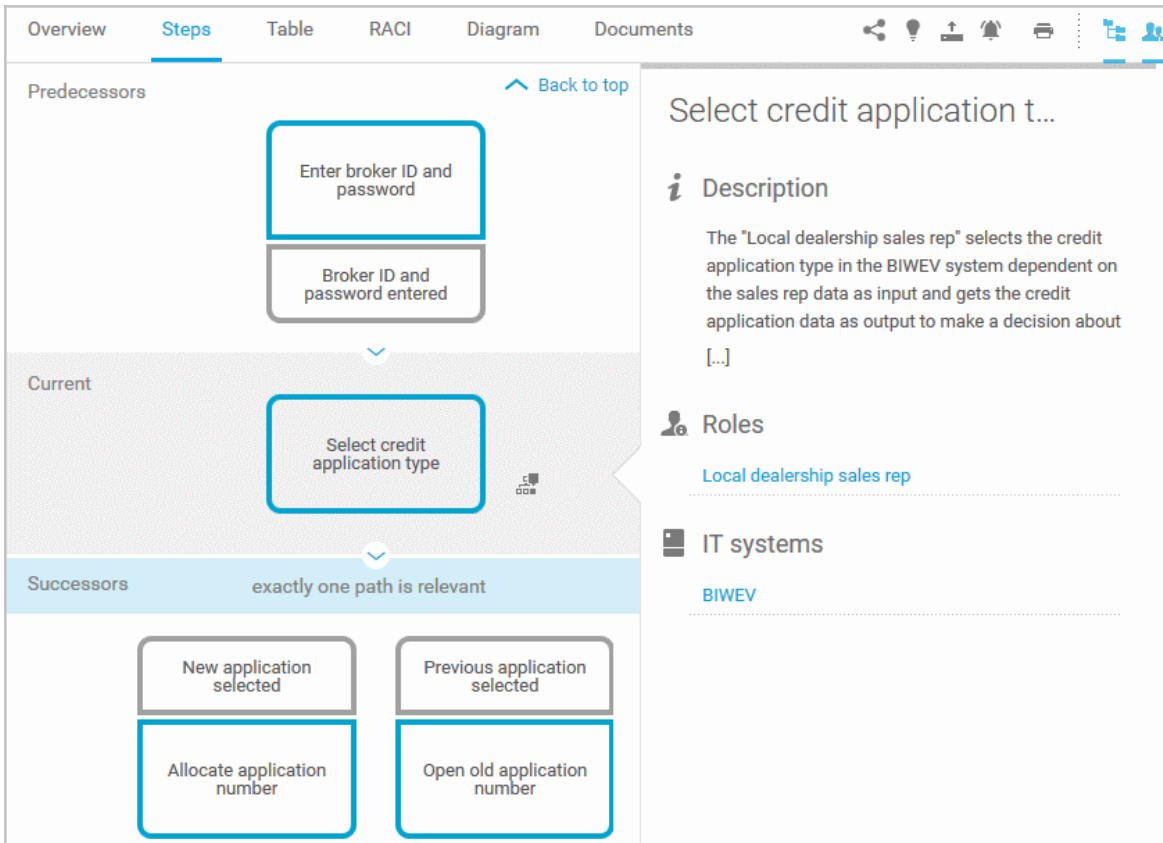 Overview Steps Table RACI Diagram Documents
Predecessors
Back to top
Enter broker ID and
password
Broker ID and
password entered
Current
Select credit
application type
Successors
exactly one path is relevant
New application
selected
Previous application
selected
Allocate application
number
Open old application
number
Select credit application t...
Description
The "Local dealership sales rep" selects the credit
application type in the BIWEV system dependent on
the sales rep data as input and gets the credit
application data as output to make a decision about
[...]
Roles
Local dealership sales rep
IT systems
BIWEV